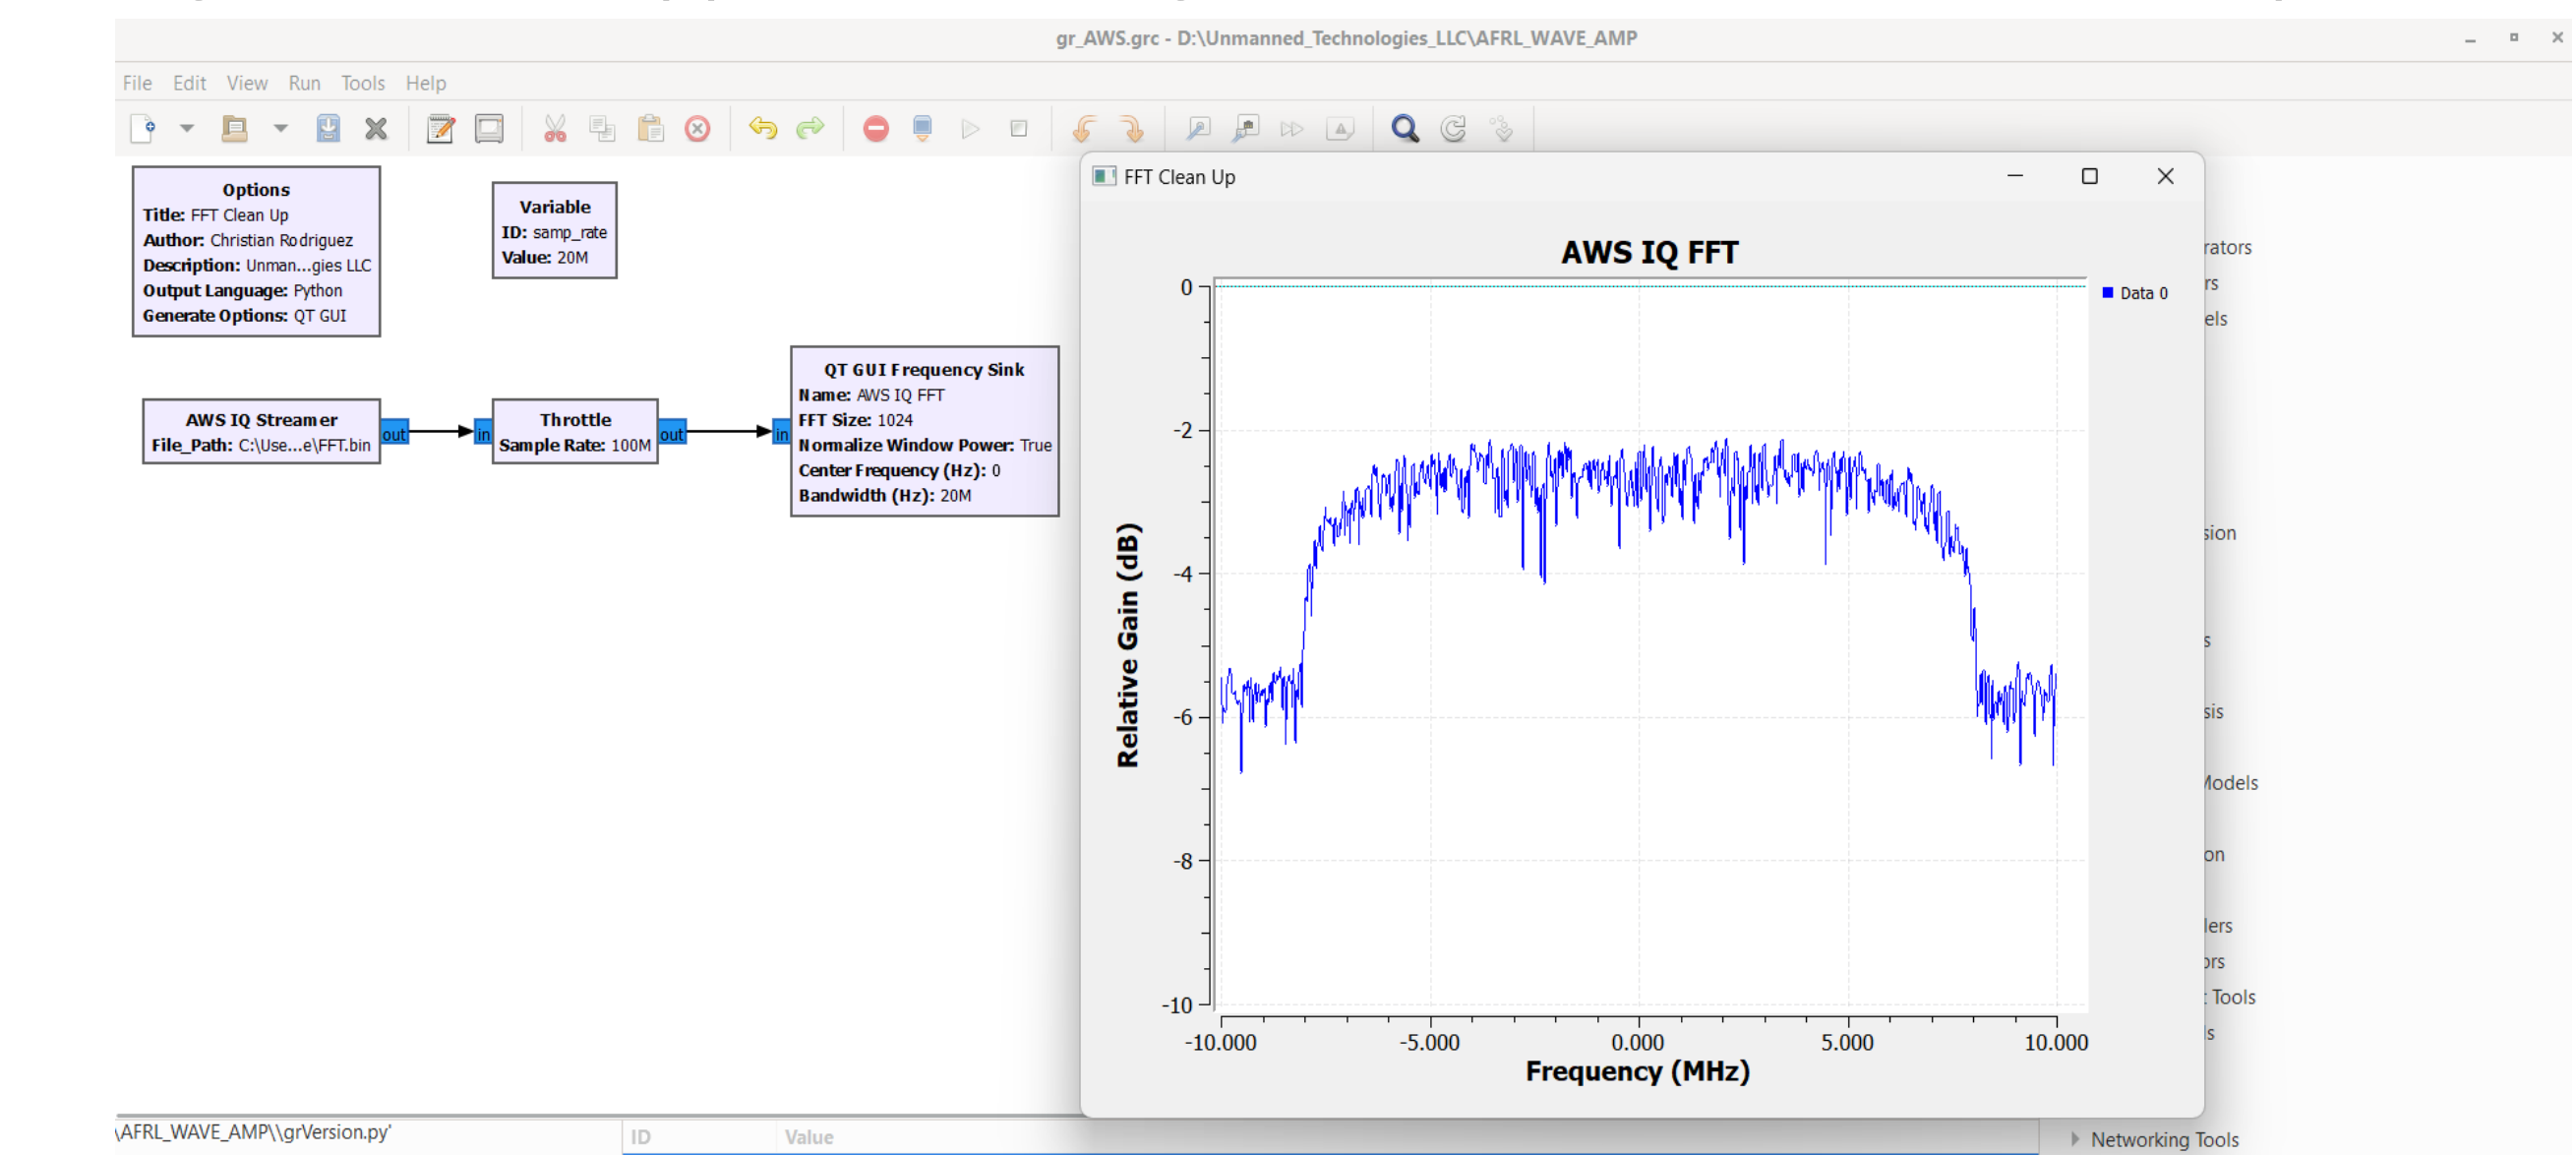 gr_AWS.grc - D:\Unmanned_Technologies_LLC\AFRL_WAVE_AMP
File Edit View Run Tools Help
Options
Title: FFT Clean Up
Author: Christian Rodriguez
Description: Unman...gies LLC
Output Language: Python
Generate Options: QT GUI
Variable
ID: samp_rate
Value: 20M
AWS IQ Streamer
File_Path: C:\Use...e\FFT.bin
out
in
Throttle
Sample Rate: 100M
out
in
QT GUI Frequency Sink
Name: AWS IQ FFT
FFT Size: 1024
Normalize Window Power: True
Center Frequency (Hz): 0
Bandwidth (Hz): 20M
FFT Clean Up
AWS IQ FFT
Data 0
Relative Gain (dB)
0
-2
-4
-6
-8
-10
-10.000 -5.000 0.000 5.000 10.000
Frequency (MHz)
rators
rs
els
sion
s
sis
Models
on
lers
ors
Tools
ls
Networking Tools
\AFRL_WAVE_AMP\\grVersion.py'
ID Value